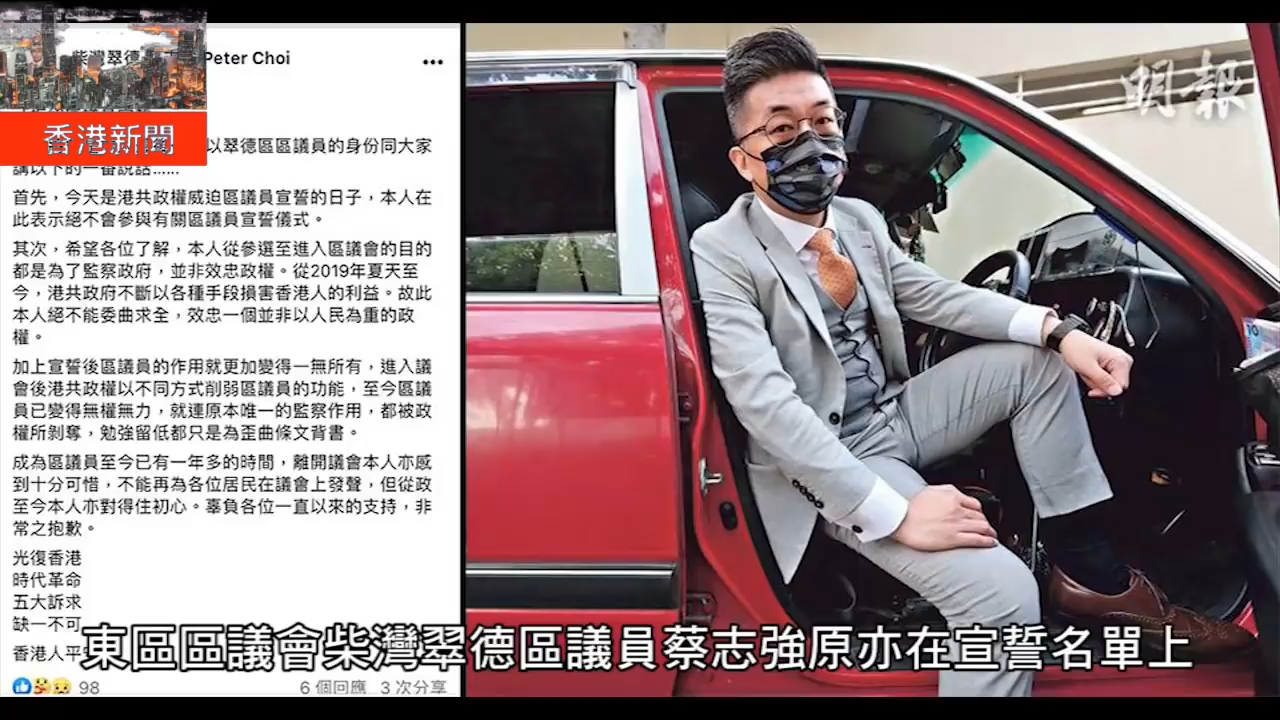 柴灣翠德
Peter Choi
明報
香港新聞
以翠德區區議員的身份同大家
講以下的一番說話......
首先，今天是港共政權威迫區議員宣誓的日子，本人在
此表示絕不會參與有關區議員宣誓儀式。
其次，希望各位了解，本人從參選至進入區議會的目的
都是為了監察政府，並非效忠政權。從2019年夏天至
今，港共政府不斷以各種手段損害香港人的利益。故此
本人絕不能委曲求全，效忠一個並非以人民為重的政
權。
加上宣誓後區議員的作用就更加變得一無所有，進入議
會後港共政權以不同方式削弱區議員的功能，至今區議
員已變得無權無力，就連原本唯一的監察作用，都被政
權所剝奪，勉強留低都只是為歪曲條文背書。
成為區議員至今已有一年多的時間，離開議會本人亦感
到十分可惜，不能再為各位居民在議會上發聲，但從政
至今本人亦對得住初心。辜負各位一直以來的支持，非
常之抱歉。
光復香港
時代革命
五大訴求
缺一不可
香港人平
東區區議會柴灣翠德區議員蔡志強原亦在宣誓名單上
98
6 個回應 3 次分享